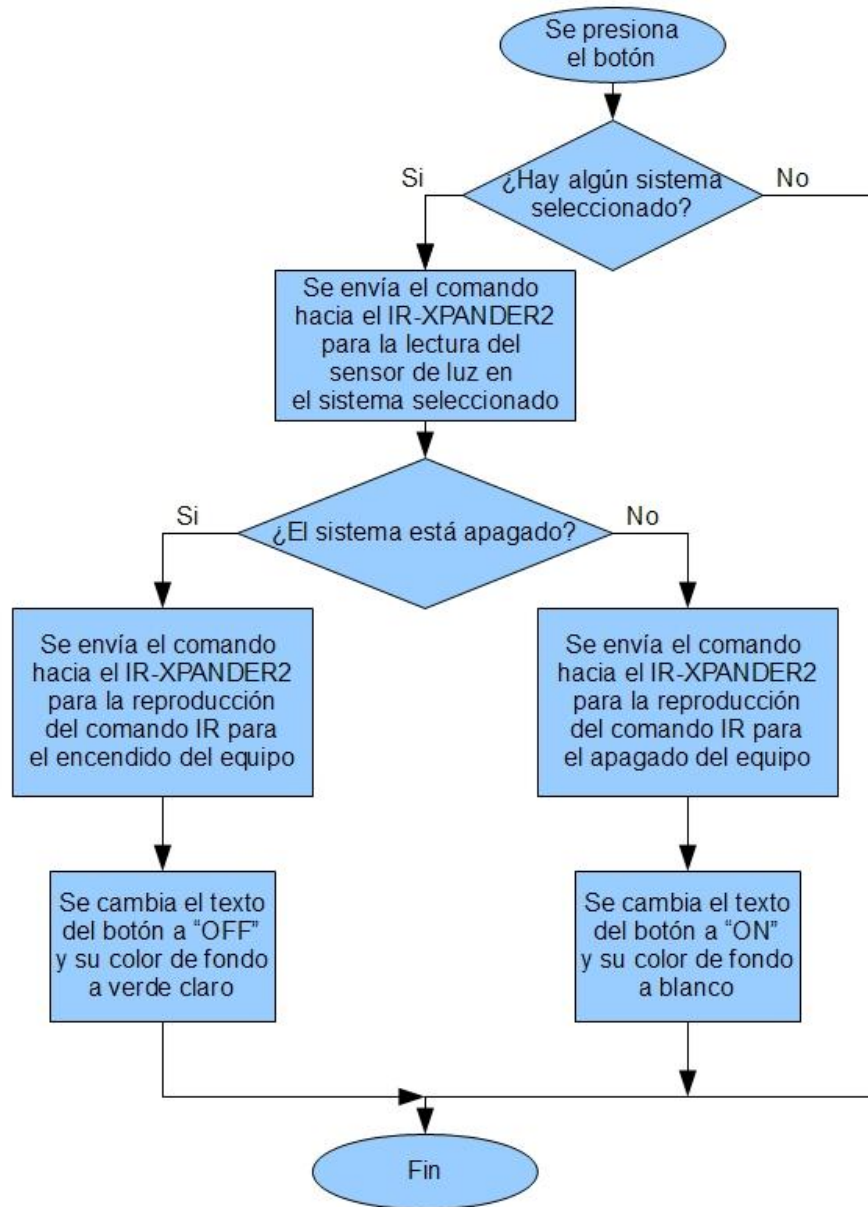 Se presiona
el botón
¿Hay algún sistema
seleccionado?
Si
No
Se envía el comando
hacia el IR-XPANDER2
para la lectura del
sensor de luz en
el sistema seleccionado
¿El sistema está apagado?
Si
No
Se envía el comando
hacia el IR-XPANDER2
para la reproducción
del comando IR para
el encendido del equipo
Se envía el comando
hacia el IR-XPANDER2
para la reproducción
del comando IR para
el apagado del equipo
Se cambia el texto
del botón a “OFF”
y su color de fondo
a verde claro
Se cambia el texto
del botón a “ON”
y su color de fondo
a blanco
Fin